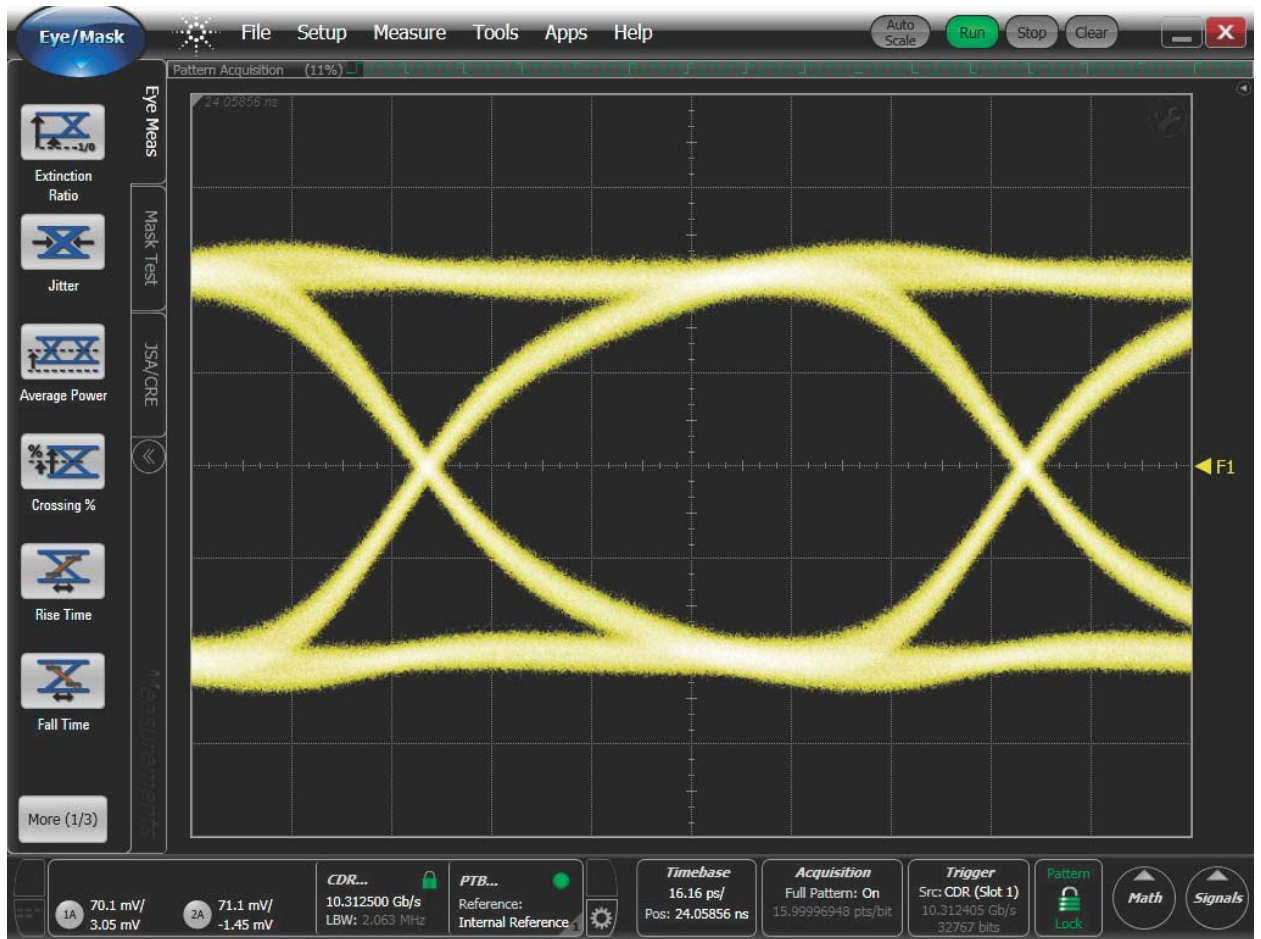 Eye/Mask
File Setup Measure Tools Apps Help
Auto
Scale
Run
Stop
Clear
Pattern Acquisition (11%)
24.05856 ns
Eye Meas
Mask Test
JSA/CRE
Measurements
1/0
Extinction
Ratio
Jitter
Average Power
%
Crossing %
Rise Time
Fall Time
More (1/3)
F1
1A
70.1 mV/
3.05 mV
2A
71.1 mV/
-1.45 mV
CDR...
10.312500 Gb/s
LBW: 2.063 MHz
PTB...
Reference:
Internal Reference
1
Timebase
16.16 ps/
Pos: 24.05856 ns
Acquisition
Full Pattern: On
15.99996948 pts/bit
Trigger
Src: CDR (Slot 1)
10.312405 Gb/s
32767 bits
Pattern
Lock
Math
Signals